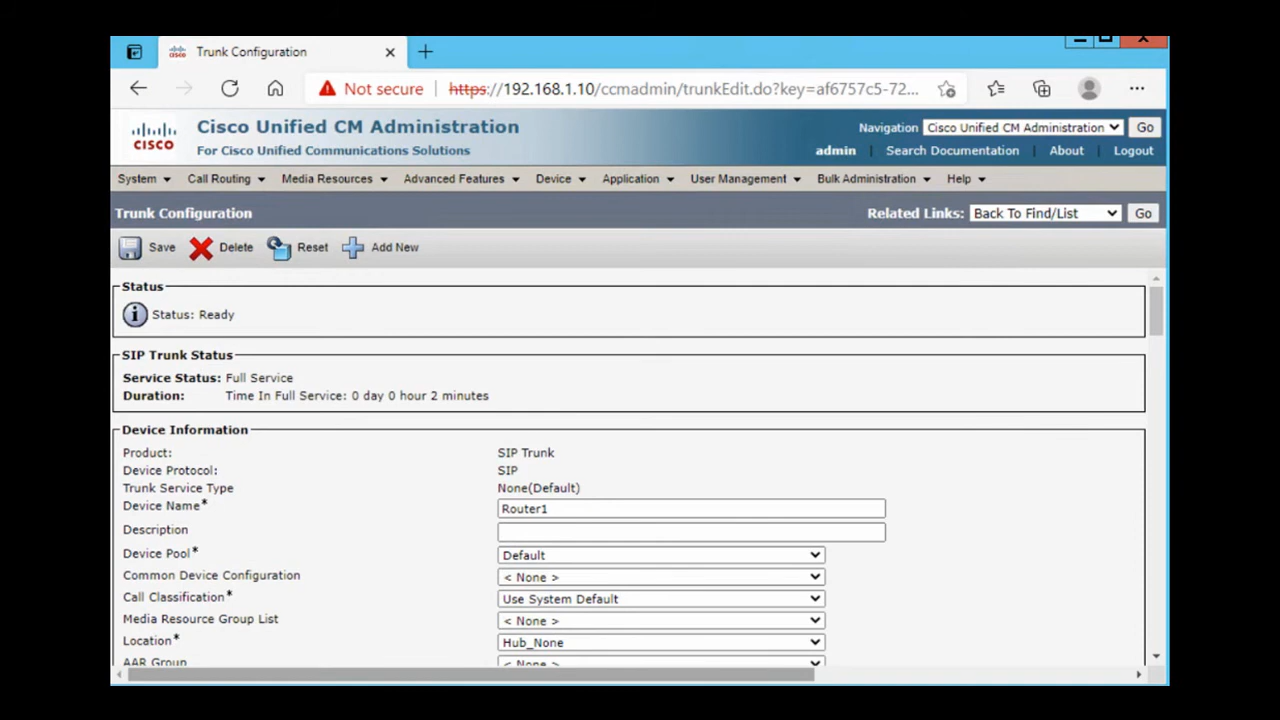 Trunk Configuration
Not secure https://192.168.1.10/ccmadmin/trunkEdit.do?key=af6757c5-72...
CISCO
Cisco Unified CM Administration
For Cisco Unified Communications Solutions
Navigation Cisco Unified CM Administration Go
admin | Search Documentation | About | Logout
System Call Routing Media Resources Advanced Features Device Application User Management Bulk Administration Help
Trunk Configuration Related Links: Back To Find/List Go
Save Delete Reset Add New
Status
Status: Ready
SIP Trunk Status
Service Status: Full Service
Duration: Time In Full Service: 0 day 0 hour 2 minutes
Device Information
Product: SIP Trunk
Device Protocol: SIP
Trunk Service Type None(Default)
Device Name* Router1
Description
Device Pool* Default
Common Device Configuration < None >
Call Classification* Use System Default
Media Resource Group List < None >
Location* Hub_None
AAR Group < None >